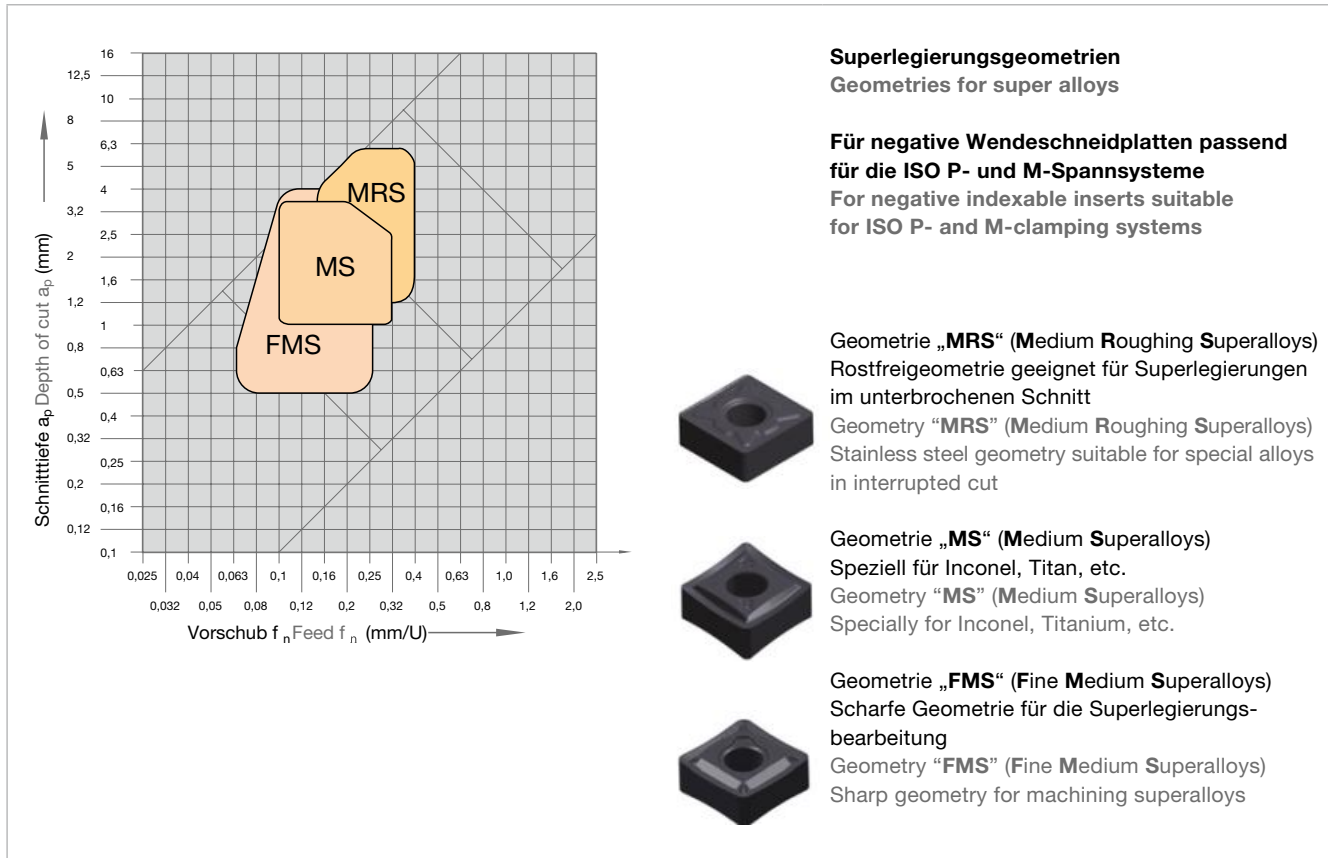 16
12,5
10
8
6,3
5
4
3,2
2,5
2
1,6
1,2
1
0,8
0,63
0,5
0,4
0,32
0,25
0,2
0,16
0,12
0,1
Schnitttiefe ap Depth of cut ap (mm)
MRS
MS
FMS
0,025 0,04 0,063 0,1 0,16 0,25 0,4 0,63 1,0 1,6 2,5
0,032 0,05 0,08 0,12 0,2 0,32 0,5 0,8 1,2 2,0
Vorschub f n Feed f n (mm/U)
Superlegierungsgeometrien
Geometries for super alloys
Für negative Wendeschneidplatten passend
für die ISO P- und M-Spannsysteme
For negative indexable inserts suitable
for ISO P- and M-clamping systems
Geometrie „MRS“ (Medium Roughing Superalloys)
Rostfreigeometrie geeignet für Superlegierungen
im unterbrochenen Schnitt
Geometry “MRS” (Medium Roughing Superalloys)
Stainless steel geometry suitable for special alloys
in interrupted cut
Geometrie „MS“ (Medium Superalloys)
Speziell für Inconel, Titan, etc.
Geometry “MS” (Medium Superalloys)
Specially for Inconel, Titanium, etc.
Geometrie „FMS“ (Fine Medium Superalloys)
Scharfe Geometrie für die Superlegierungs-
bearbeitung
Geometry “FMS” (Fine Medium Superalloys)
Sharp geometry for machining superalloys